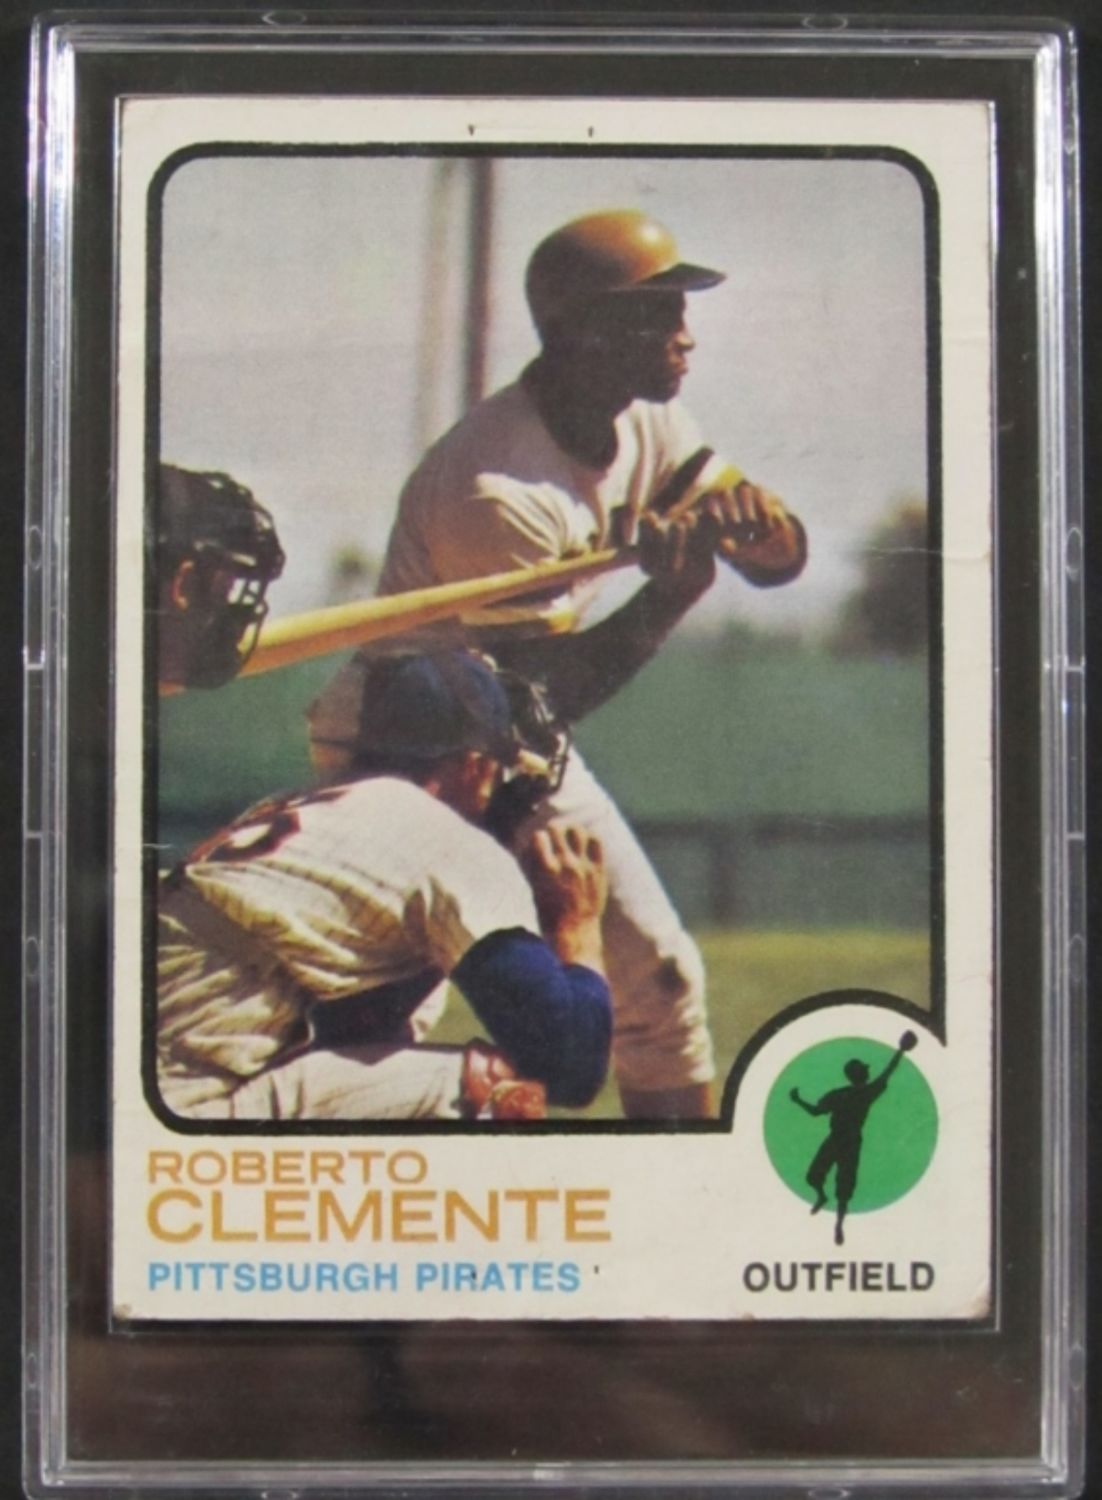 ROBERTO
CLEMENTE
PITTSBURGH PIRATES
OUTFIELD